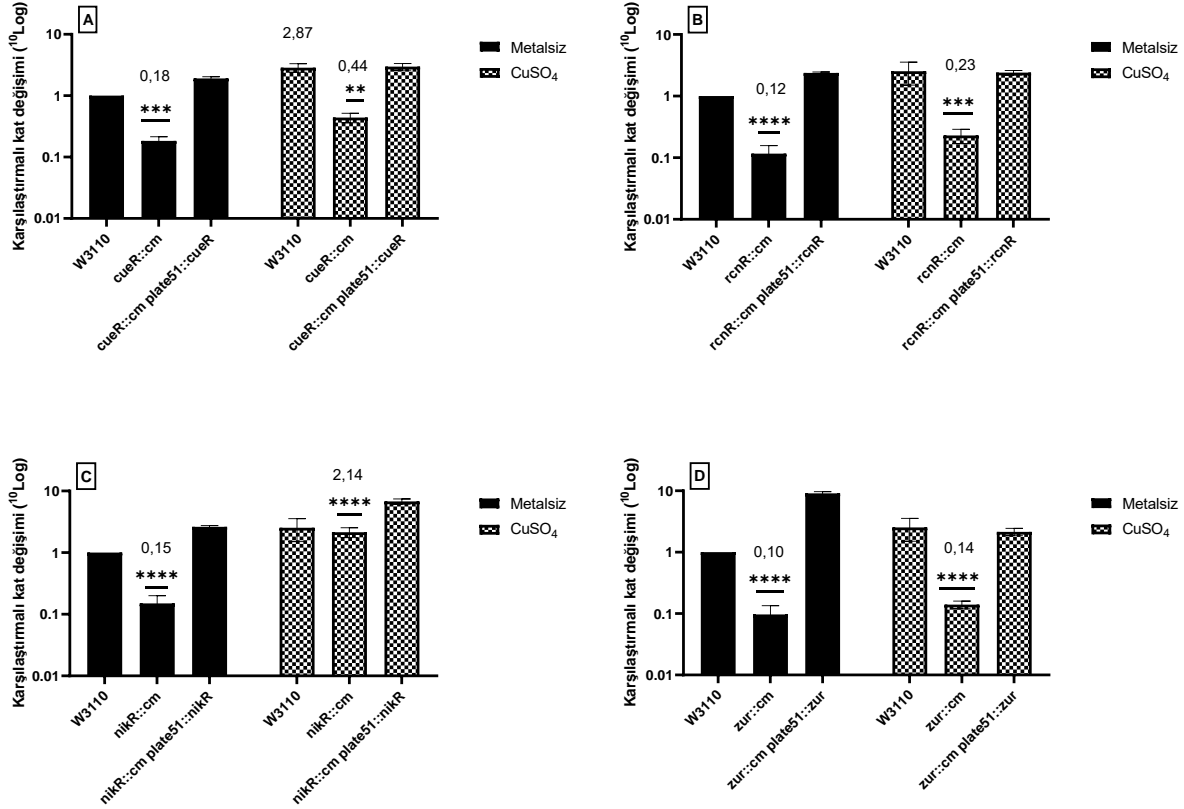 A
Karşılaştırmalı kat değişimi (¹⁰Log)
10
1
0.1
0.01
0,18
***
2,87
0,44
**
W3110
cueR::cm
cueR::cm plate51::cueR
W3110
cueR::cm
cueR::cm plate51::cueR
Metalsiz
CuSO₄
B
Karşılaştırmalı kat değişimi (¹⁰Log)
10
1
0.1
0.01
0,12
****
0,23
***
W3110
rcnR::cm
rcnR::cm plate51::rcnR
W3110
rcnR::cm
rcnR::cm plate51::rcnR
Metalsiz
CuSO₄
C
Karşılaştırmalı kat değişimi (¹⁰Log)
10
1
0.1
0.01
0,15
****
2,14
****
W3110
nikR::cm
nikR::cm plate51::nikR
W3110
nikR::cm
nikR::cm plate51::nikR
Metalsiz
CuSO₄
D
Karşılaştırmalı kat değişimi (¹⁰Log)
10
1
0.1
0.01
0,10
****
0,14
****
W3110
zur::cm
zur::cm plate51::zur
W3110
zur::cm
zur::cm plate51::zur
Metalsiz
CuSO₄